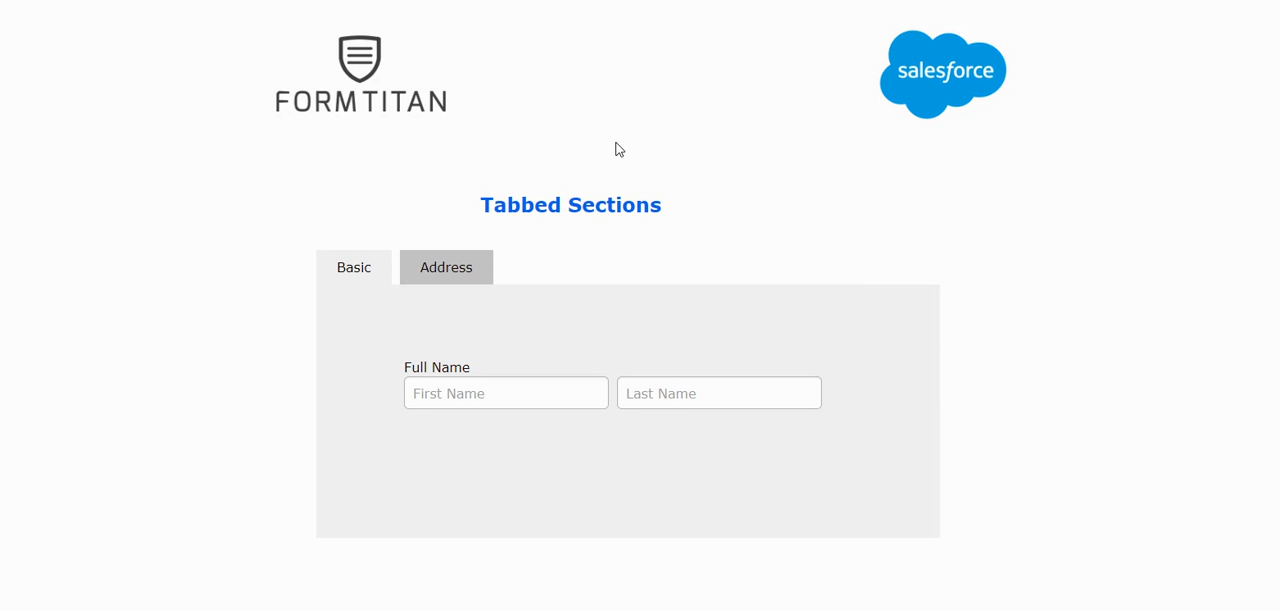 FORMTITAN
salesforce
Tabbed Sections
Basic Address
Full Name
First Name Last Name